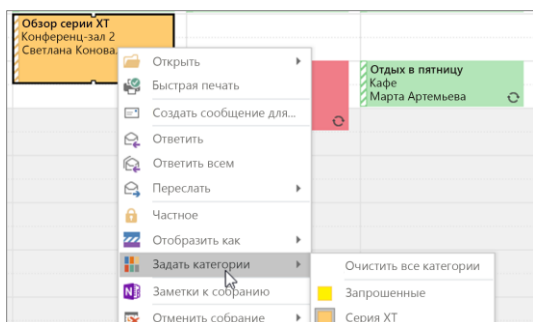 Обзор серии XT
Конференц-зал 2
Светлана Конова
Отдых в пятницу
Кафе
Марта Артемьева
Открыть
Быстрая печать
Создать сообщение для...
Ответить
Ответить всем
Переслать
Частное
Отобразить как
Задать категории
Заметки к собранию
Отменить собрание
Очистить все категории
Запрошенные
Серия XT